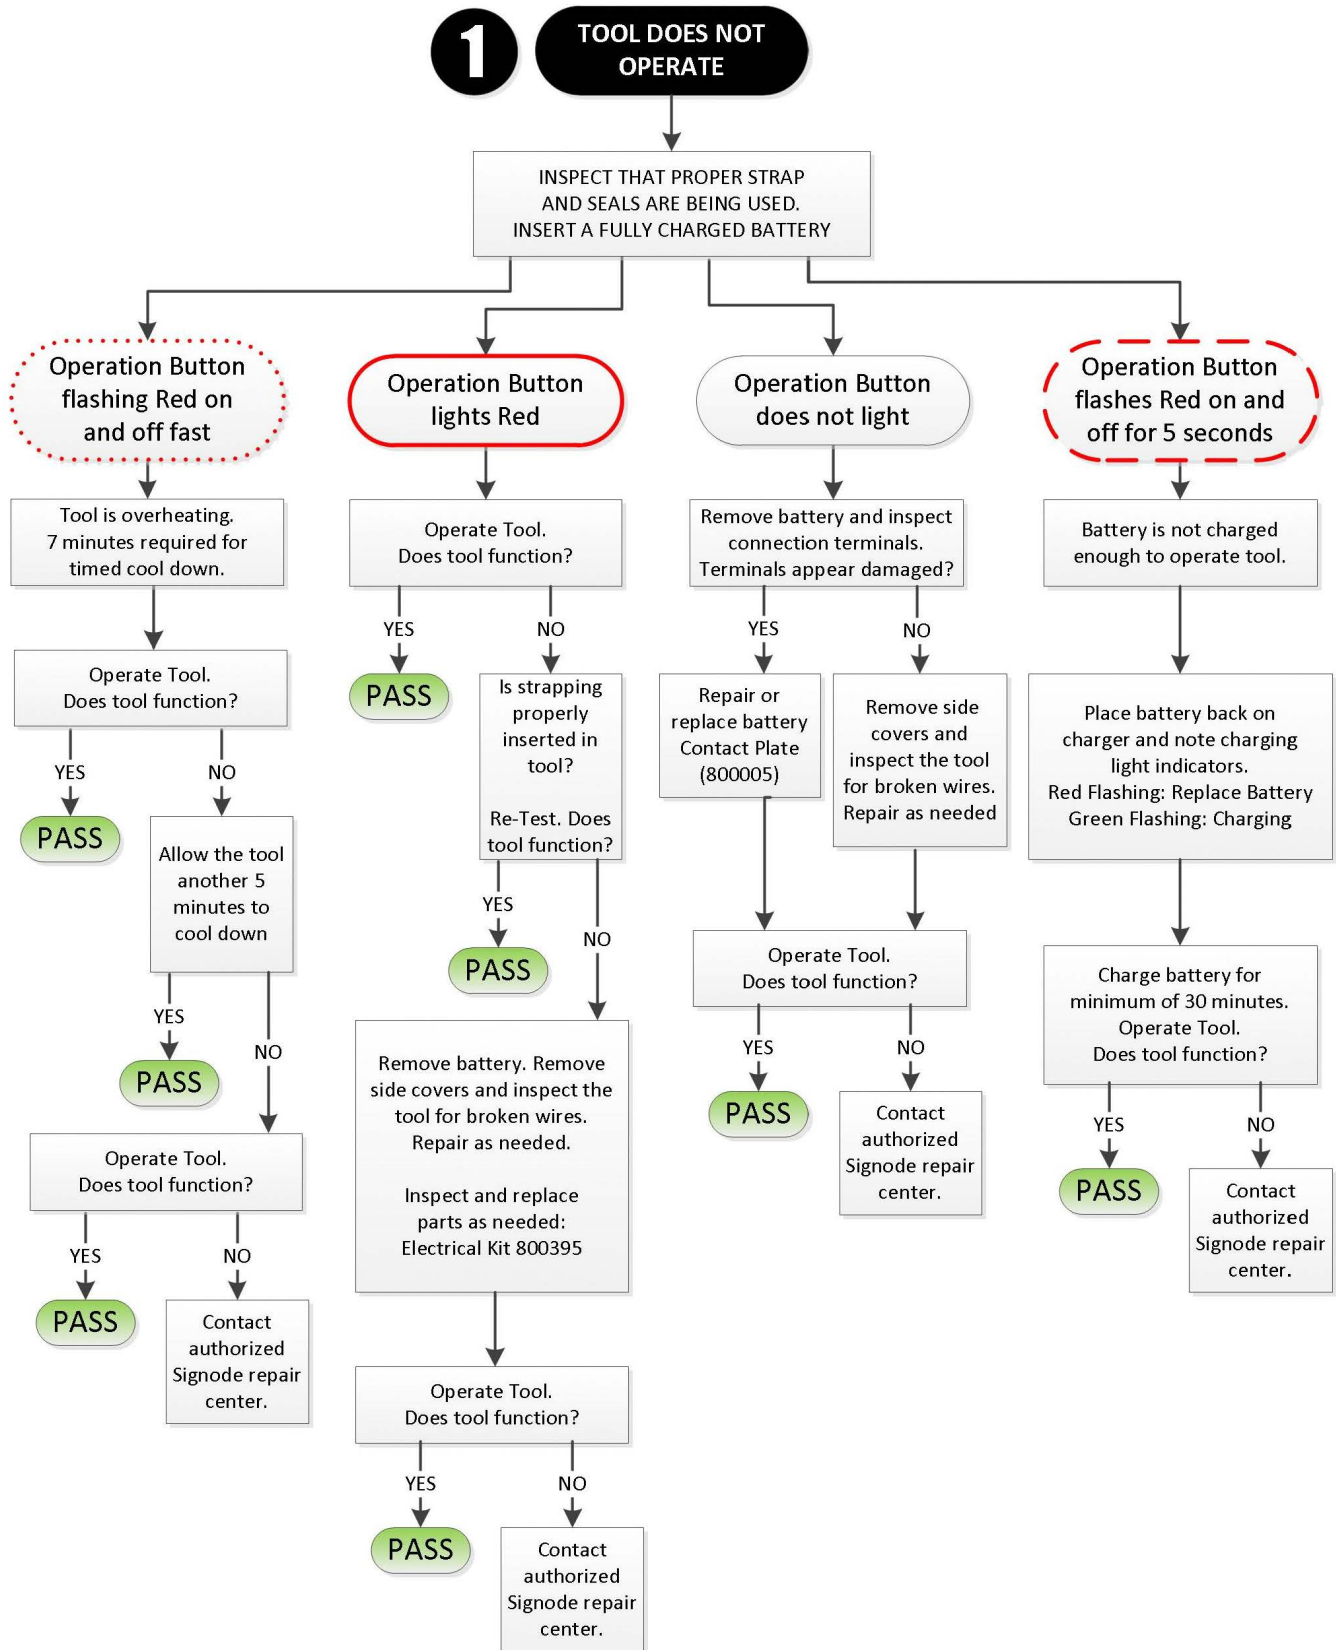 1
TOOL DOES NOT
OPERATE
INSPECT THAT PROPER STRAP
AND SEALS ARE BEING USED.
INSERT A FULLY CHARGED BATTERY
Operation Button
flashing Red on
and off fast
Tool is overheating.
7 minutes required for
timed cool down.
Operate Tool.
Does tool function?
YES
NO
PASS
Allow the tool
another 5
minutes to
cool down
YES
NO
PASS
Operate Tool.
Does tool function?
YES
NO
PASS
Contact
authorized
Signode repair
center.
Operation Button
lights Red
Operate Tool.
Does tool function?
YES
NO
PASS
Is strapping
properly
inserted in
tool?
Re-Test. Does
tool function?
YES
NO
PASS
Remove battery. Remove
side covers and inspect the
tool for broken wires.
Repair as needed.
Inspect and replace
parts as needed:
Electrical Kit 800395
Operate Tool.
Does tool function?
YES
NO
PASS
Contact
authorized
Signode repair
center.
Operation Button
does not light
Remove battery and inspect
connection terminals.
Terminals appear damaged?
YES
NO
Repair or
replace battery
Contact Plate
(800005)
Remove side
covers and
inspect the tool
for broken wires.
Repair as needed
Operate Tool.
Does tool function?
YES
NO
PASS
Contact
authorized
Signode repair
center.
Operation Button
flashes Red on and
off for 5 seconds
Battery is not charged
enough to operate tool.
Place battery back on
charger and note charging
light indicators.
Red Flashing: Replace Battery
Green Flashing: Charging
Charge battery for
minimum of 30 minutes.
Operate Tool.
Does tool function?
YES
NO
PASS
Contact
authorized
Signode repair
center.